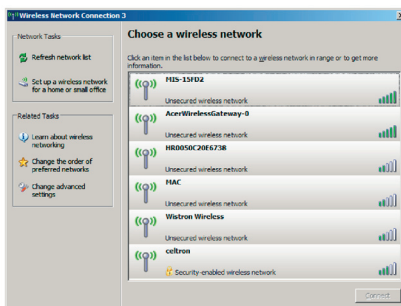 Wireless Network Connection 3
Network Tasks
Refresh network list
Set up a wireless network
for a home or small office
Related Tasks
Learn about wireless
networking
Change the order of
preferred networks
Change advanced
settings
Choose a wireless network
Click an item in the list below to connect to a wireless network in range or to get more
information.
MIS-15FD2
Unsecured wireless network
AcerWirelessGateway-0
Unsecured wireless network
HR0050C20E6738
Unsecured wireless network
MAC
Unsecured wireless network
Wistron Wireless
Unsecured wireless network
celtron
Security-enabled wireless network
Connect